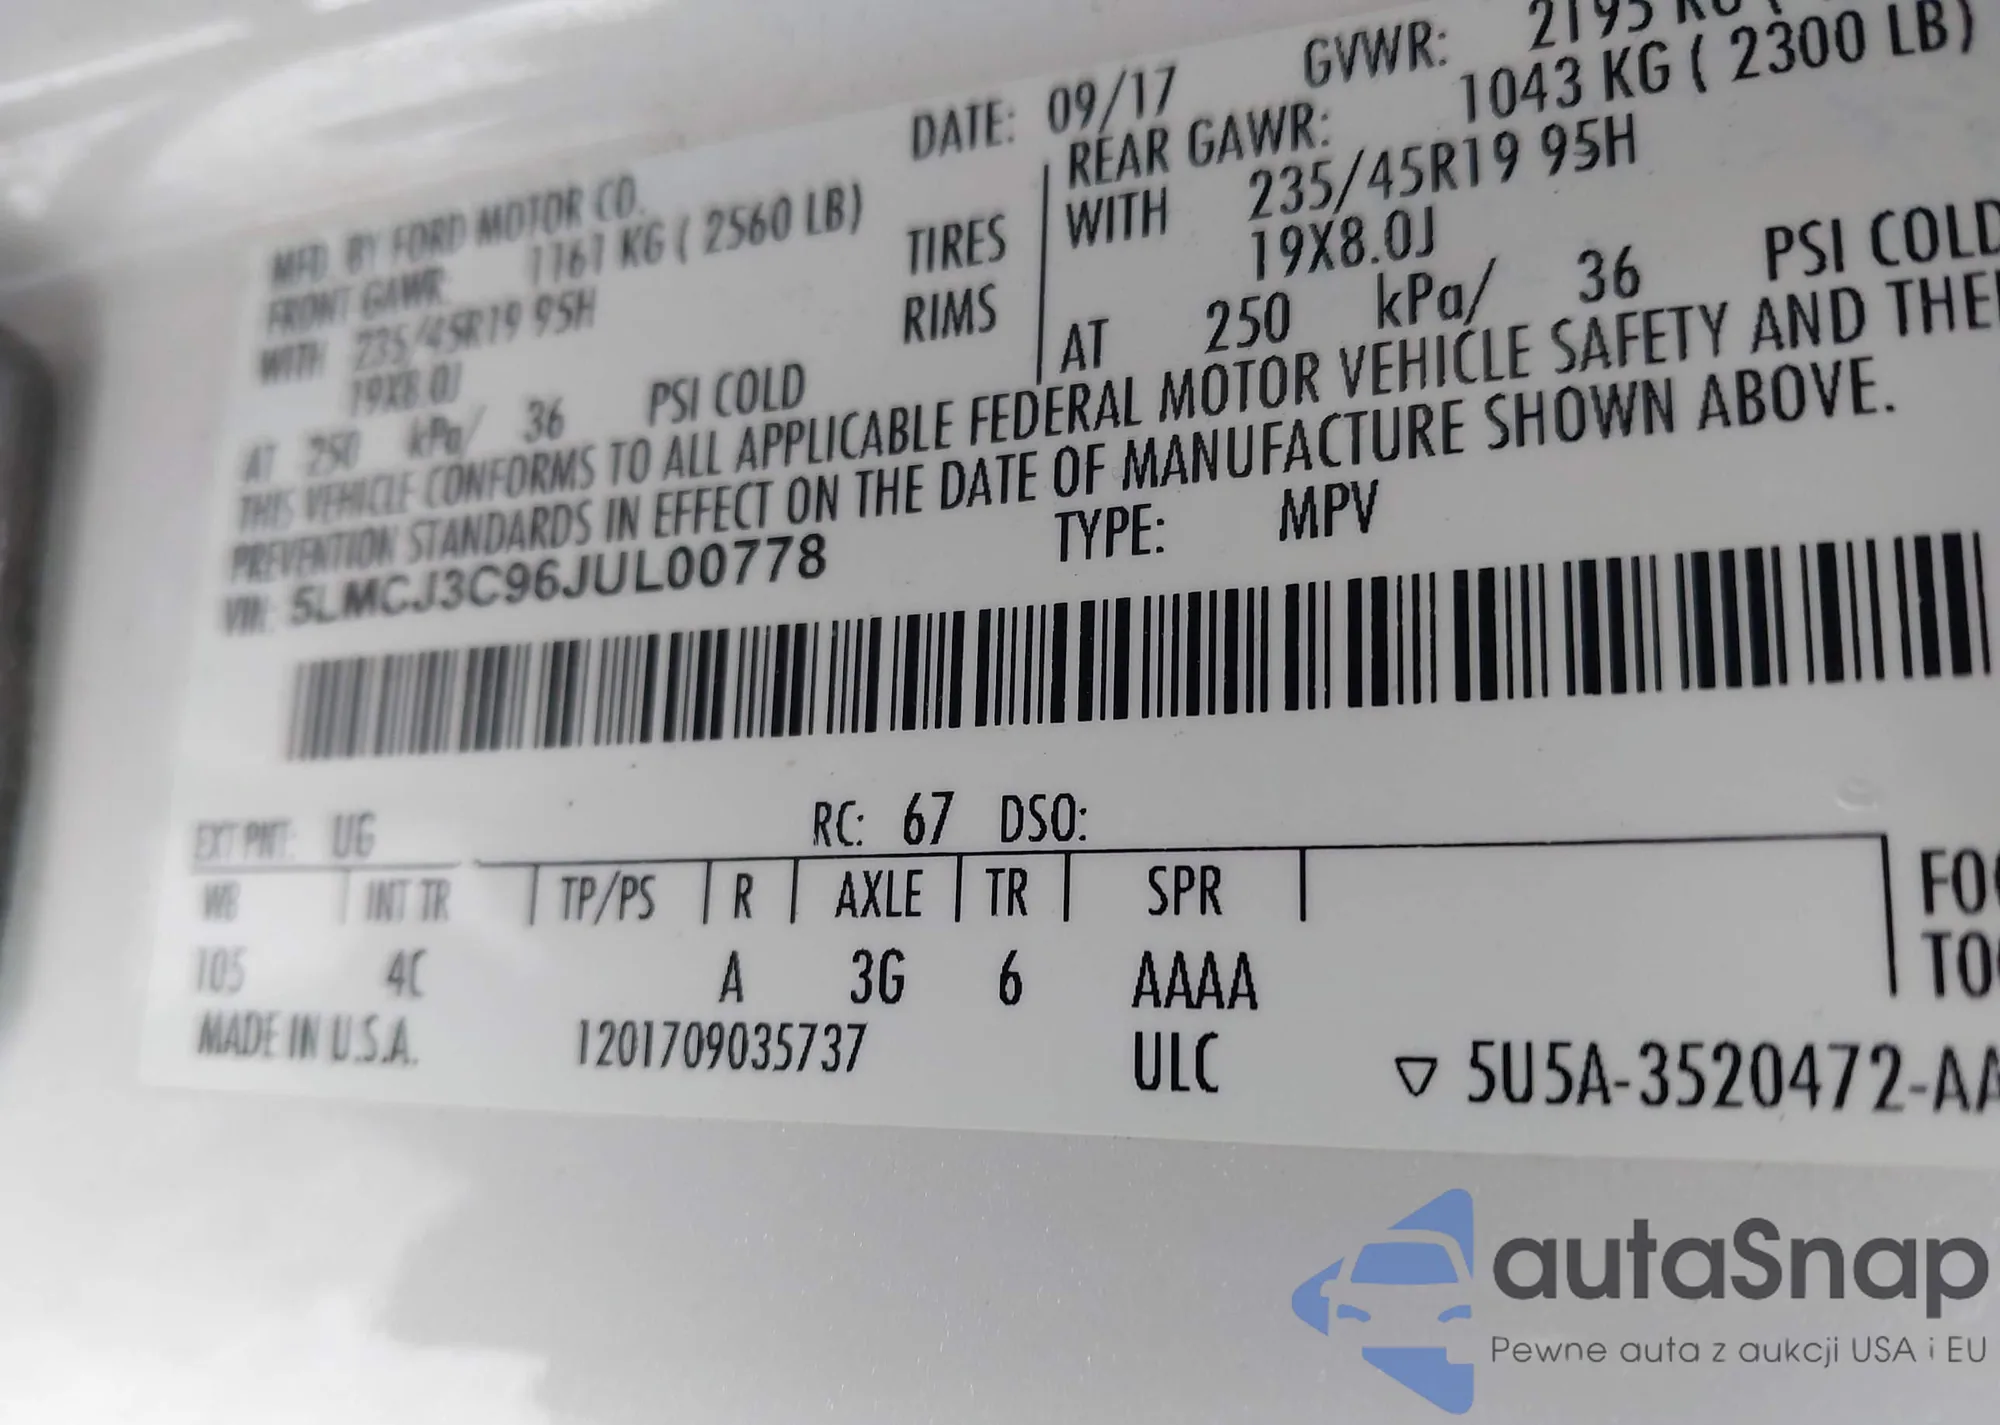 DATE: 09/17 GVWR: 2195 KG (
MFD. BY FORD MOTOR CO.
FRONT GAWR: 1161 KG ( 2560 LB) REAR GAWR: 1043 KG ( 2300 LB)
WITH 235/45R19 95H TIRES WITH 235/45R19 95H
19X8.0J RIMS 19X8.0J
AT 250 kPa/ 36 PSI COLD AT 250 kPa/ 36 PSI COLD
THIS VEHICLE CONFORMS TO ALL APPLICABLE FEDERAL MOTOR VEHICLE SAFETY AND THE
PREVENTION STANDARDS IN EFFECT ON THE DATE OF MANUFACTURE SHOWN ABOVE.
VIN: 5LMCJ3C96JUL00778 TYPE: MPV
EXT PNT: UG RC: 67 DSO:
WB INT TR TP/PS R AXLE TR SPR
105 4C A 3G 6 AAAA
FO
TO
MADE IN U.S.A. 1201709035737 ULC ▽ 5U5A-3520472-AA
autaSnap
Pewne auta z aukcji USA i EU